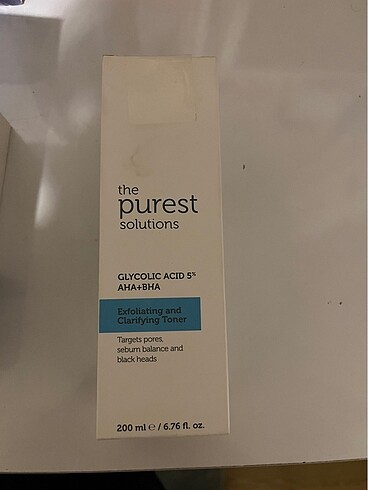 the
purest
solutions
GLYCOLIC ACID 5%
AHA+BHA
Exfoliating and
Clarifying Toner
Targets pores,
sebum balance and
black heads
200 ml ℮ / 6.76 fl. oz.